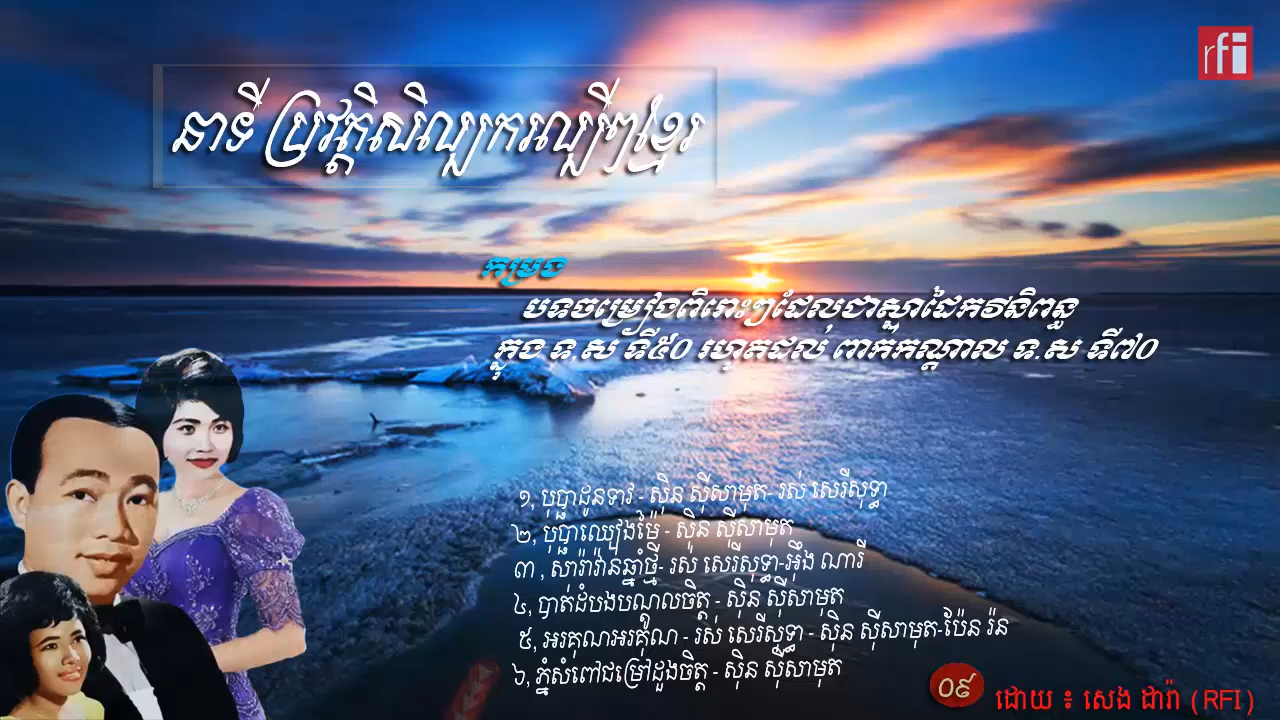 rfi
នាទី ប្រវត្តិសិល្បករល្បីៗខ្មែរ
កម្រង
បទចម្រៀងពិរោះៗដែលជាស្នាដៃកវីនិពន្ធ
ក្នុង ទ.ស ទី៥០ រហូតដល់ ពាក់កណ្តាល ទ.ស ទី៧០
១, បុប្ផាដូនទាវ - ស៊ិន ស៊ីសាមុត- រស់ សេរីសុទ្ធា
២, បុប្ផាឈៀងម៉ៃ - ស៊ិន ស៊ីសាមុត
៣ , សារ៉ាវ៉ាន់ឆ្នាំថ្មី- រស់ សេរីសុទ្ធា-អ៊ឹង ណារី
៤, បាត់ដំបងបណ្តូលចិត្ត - ស៊ិន ស៊ីសាមុត
៥, អរគុណអរគុណ - រស់ សេរីសុទ្ធា - ស៊ិន ស៊ីសាមុត-ប៉ែន រ៉ន
៦, ភ្នំសំពៅជម្រៅដួងចិត្ត - ស៊ិន ស៊ីសាមុត
០៩
ដោយ ៖ សេង ដារ៉ា (RFI)